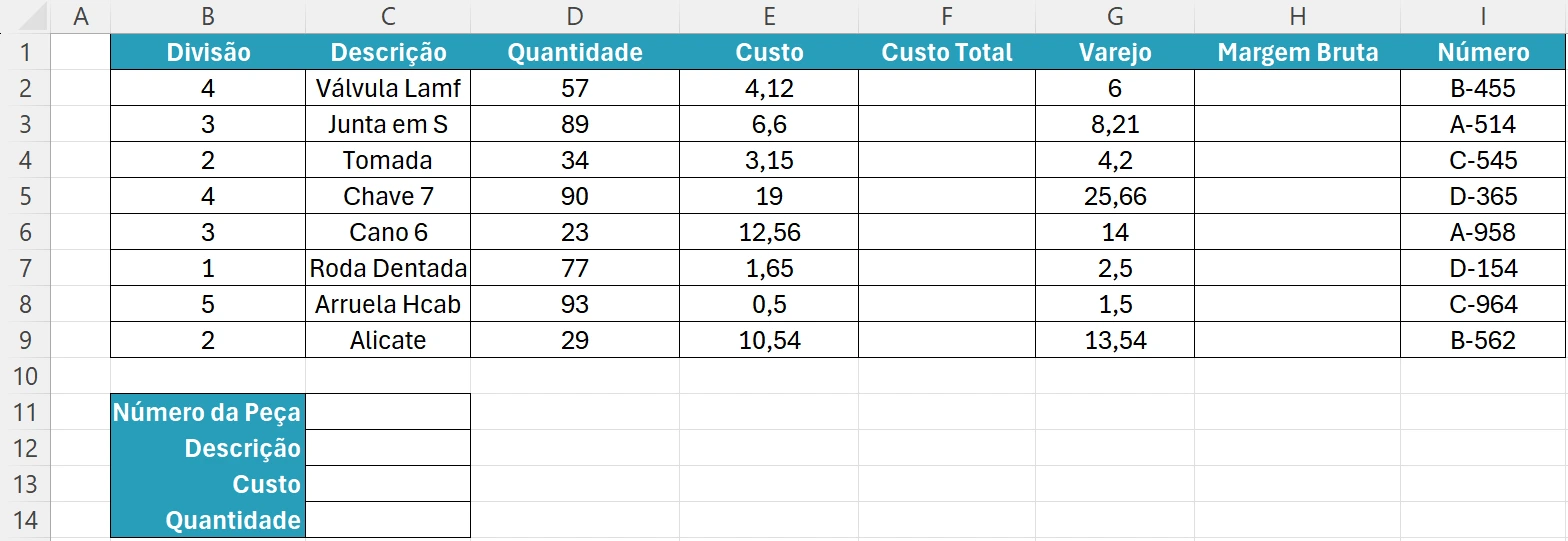 A B C D E F G H I
1 Divisão Descrição Quantidade Custo Custo Total Varejo Margem Bruta Número
2 4 Válvula Lamf 57 4,12 6 B-455
3 3 Junta em S 89 6,6 8,21 A-514
4 2 Tomada 34 3,15 4,2 C-545
5 4 Chave 7 90 19 25,66 D-365
6 3 Cano 6 23 12,56 14 A-958
7 1 Roda Dentada 77 1,65 2,5 D-154
8 5 Arruela Hcab 93 0,5 1,5 C-964
9 2 Alicate 29 10,54 13,54 B-562
10
11 Número da Peça
12 Descrição
13 Custo
14 Quantidade